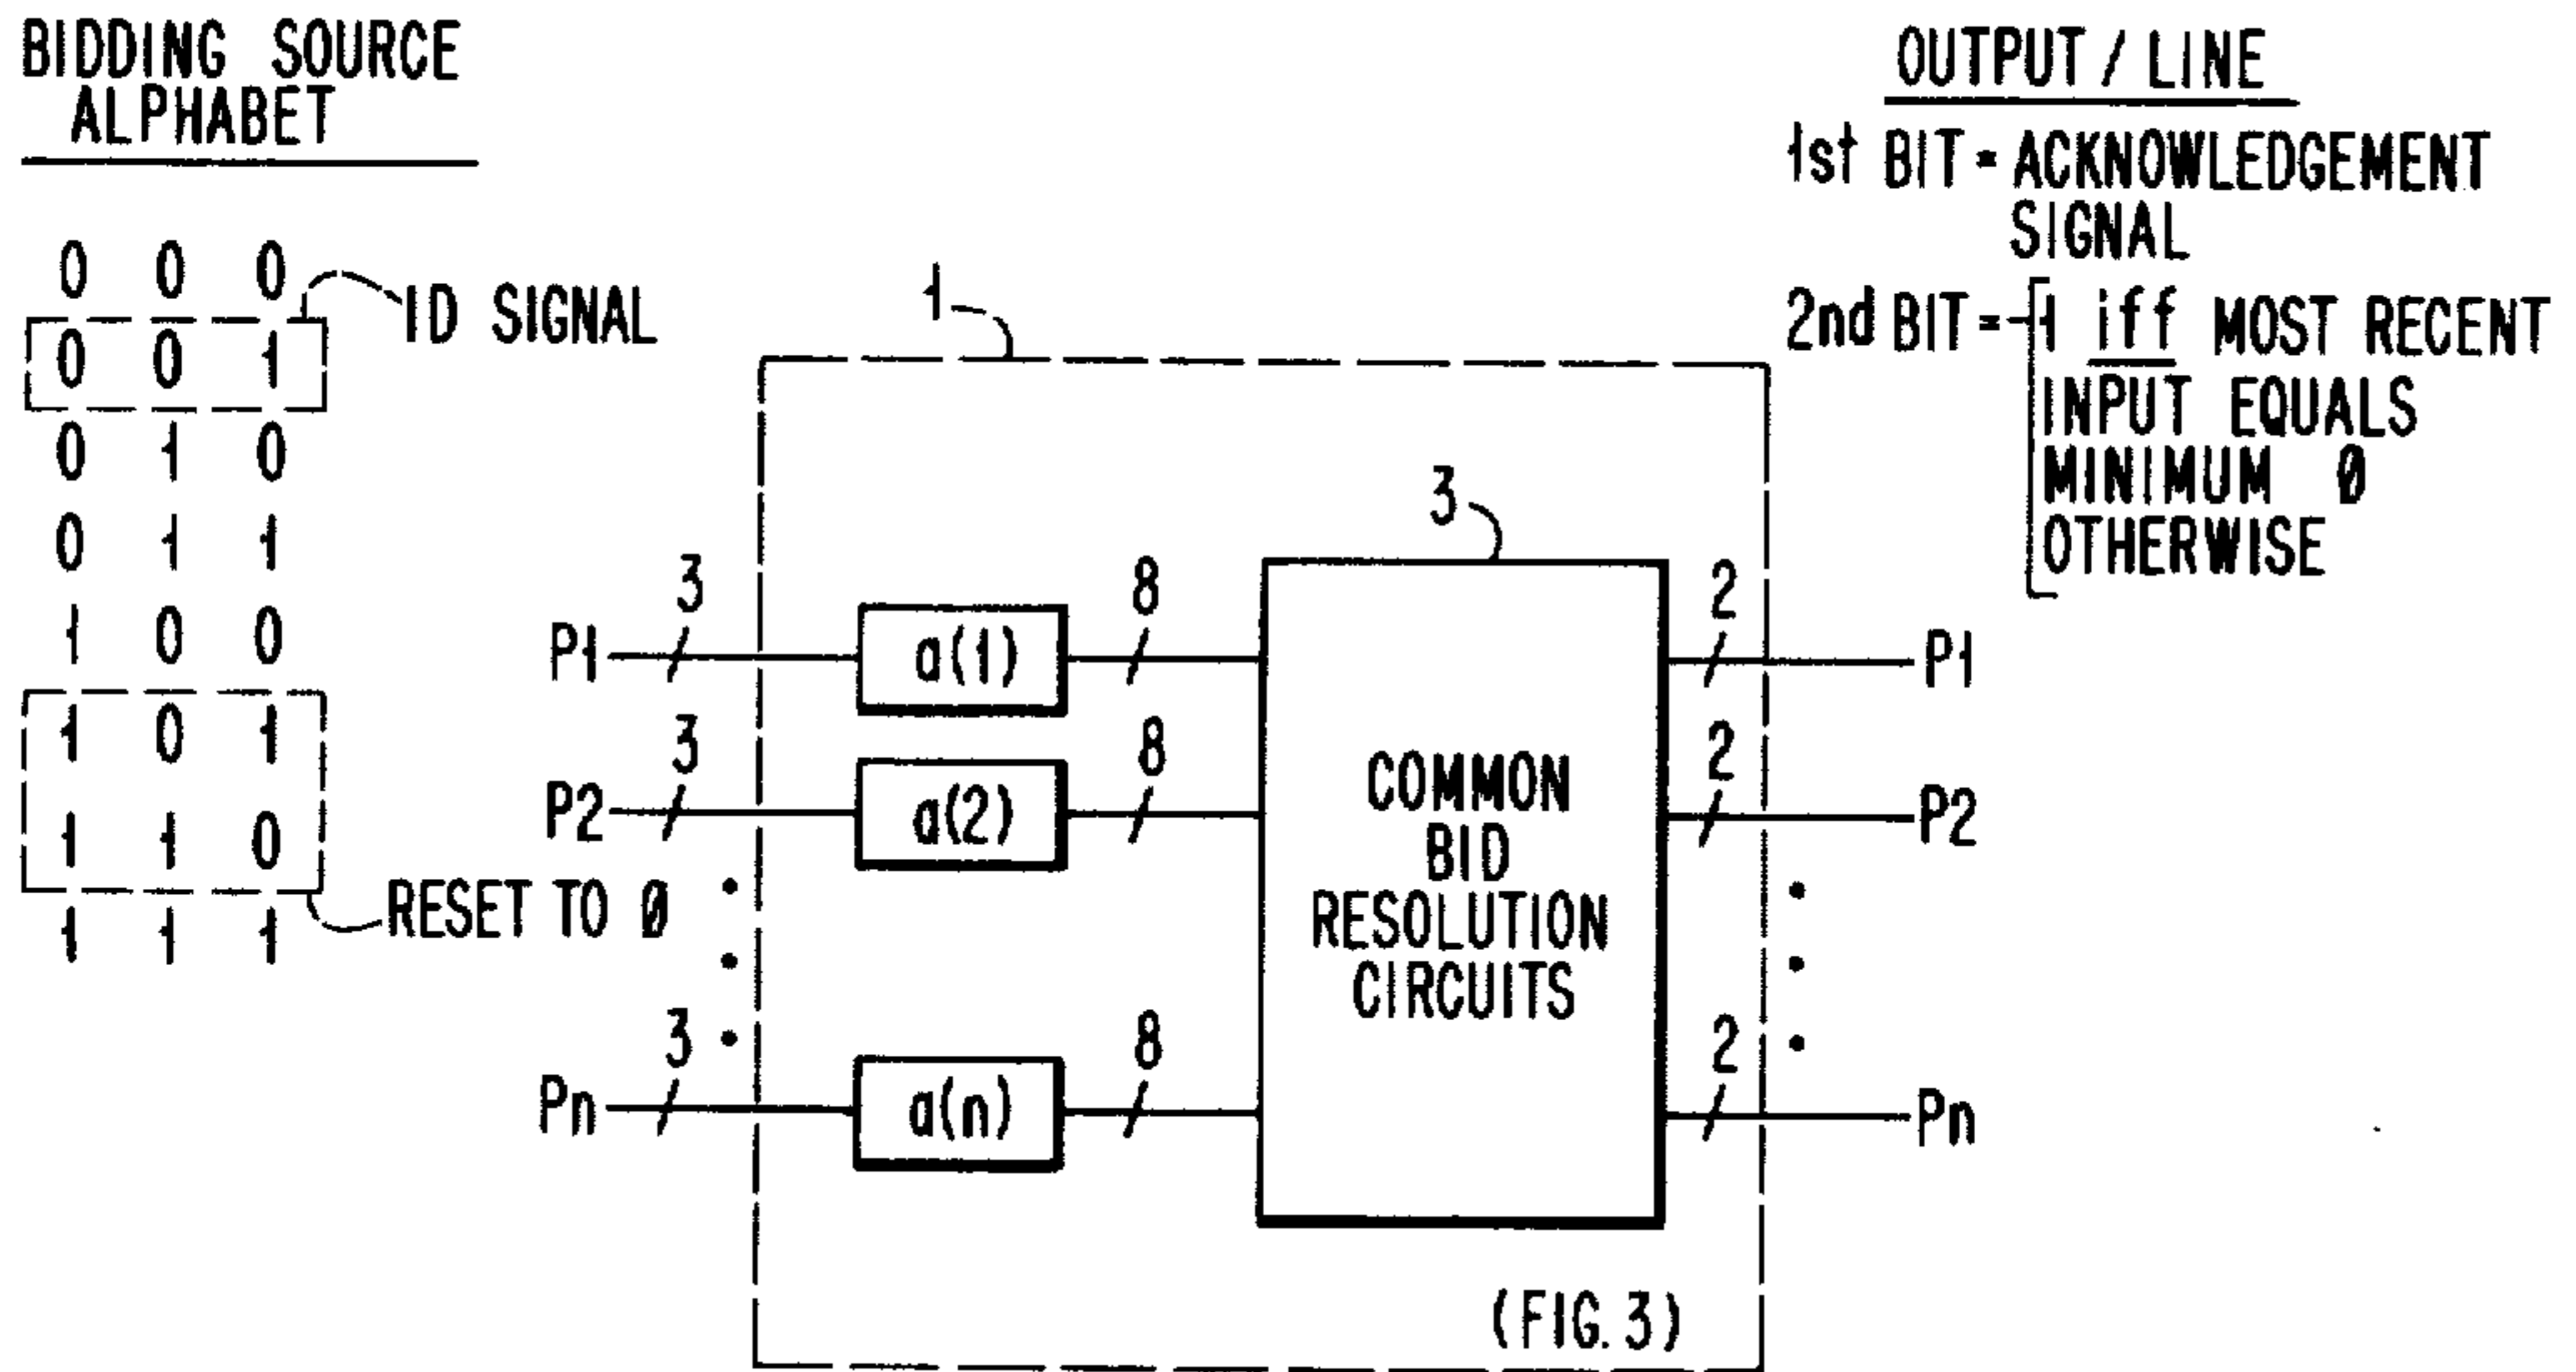 BIDDING SOURCE
ALPHABET
0 0 0
0 0 1
ID SIGNAL
0 1 0
0 1 1
1 0 0
1 0 1
1 1 0
RESET TO Ø
1 1 1
OUTPUT / LINE
1st BIT = ACKNOWLEDGEMENT
SIGNAL
2nd BIT = 1 iff MOST RECENT
INPUT EQUALS
MINIMUM Ø
OTHERWISE
1
3
P1 3 a(1) 8 2 P1
P2 3 a(2) 8 2 P2
Pn 3 a(n) 8 2 Pn
COMMON
BID
RESOLUTION
CIRCUITS
(FIG. 3)